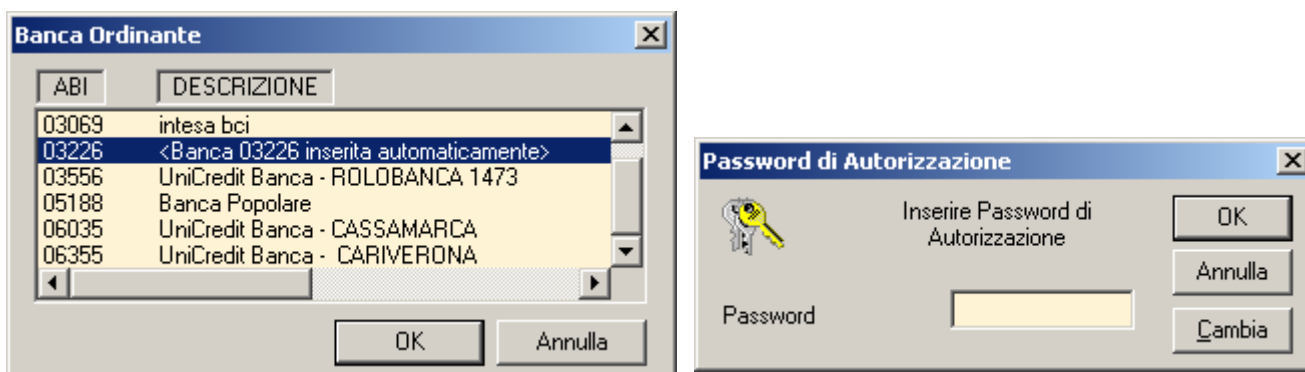 Banca Ordinante
ABI DESCRIZIONE
03069 intesa bci
03226 <Banca 03226 inserita automaticamente>
03556 UniCredit Banca - ROLOBANCA 1473
05188 Banca Popolare
06035 UniCredit Banca - CASSAMARCA
06355 UniCredit Banca -  CARIVERONA
OK Annulla
Password di Autorizzazione
Inserire Password di
Autorizzazione
OK
Annulla
Password
Cambia